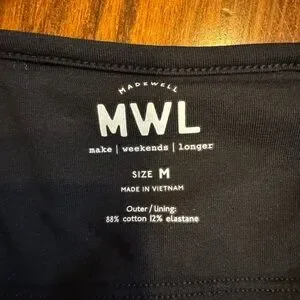 MADEWELL
MWL
make | weekends | longer
SIZE M
MADE IN VIETNAM
Outer/lining:
88% cotton 12% elastane